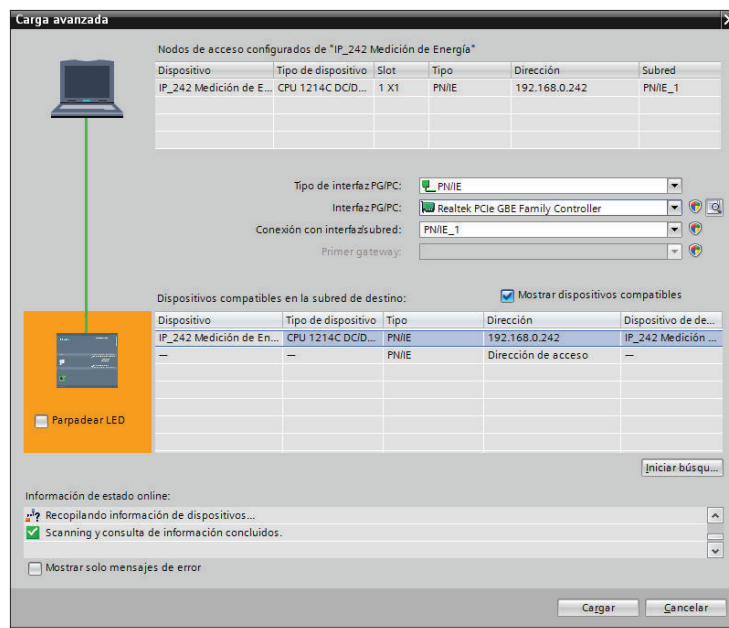 Carga avanzada
Nodos de acceso configurados de "IP_242 Medición de Energía"
Dispositivo Tipo de dispositivo Slot Tipo Dirección Subred
IP_242 Medición de E... CPU 1214C DC/D... 1 X1 PN/IE 192.168.0.242 PN/IE_1
Tipo de interfaz PG/PC: PN/IE
Interfaz PG/PC: Realtek PCIe GBE Family Controller
Conexión con interfaz/subred: PN/IE_1
Primer gateway:
Dispositivos compatibles en la subred de destino: Mostrar dispositivos compatibles
Dispositivo Tipo de dispositivo Tipo Dirección Dispositivo de de...
IP_242 Medición de En... CPU 1214C DC/D... PN/IE 192.168.0.242 IP_242 Medición ...
— — PN/IE Dirección de acceso —
Parpadear LED
Iniciar búsqu...
Información de estado online:
Recopilando información de dispositivos...
Scanning y consulta de información concluidos.
Mostrar solo mensajes de error
Cargar Cancelar